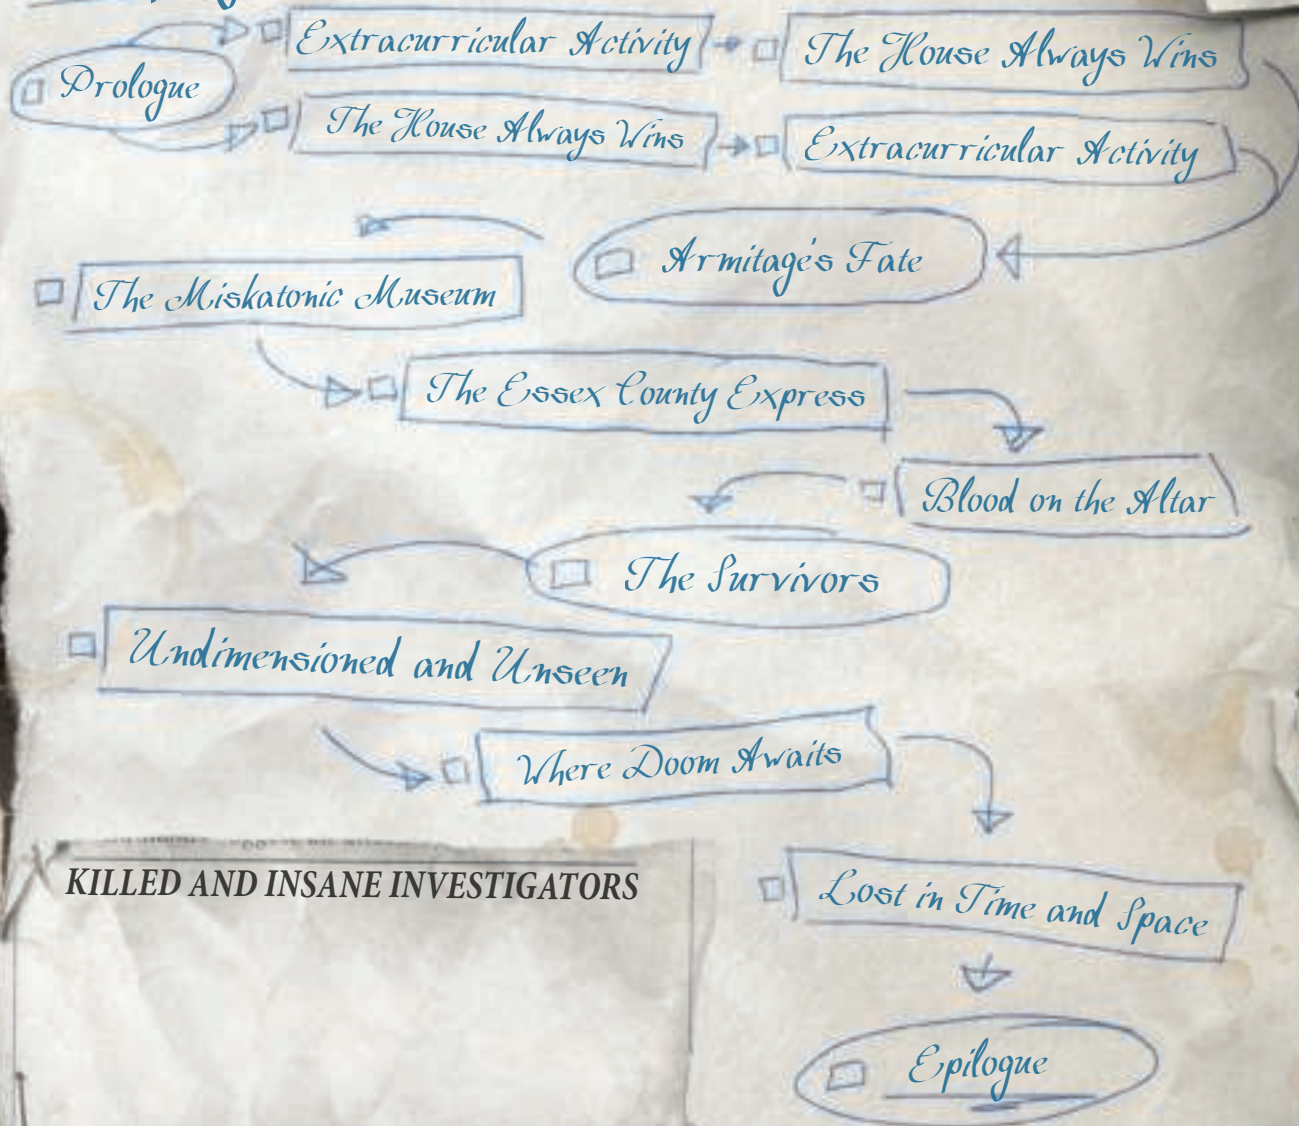 Extracurricular Activity
The House Always Wins
Prologue
The House Always Wins
Extracurricular Activity
Armitage's Fate
The Miskatonic Museum
The Essex County Express
Blood on the Altar
The Survivors
Undimensioned and Unseen
Where Doom Awaits
KILLED AND INSANE INVESTIGATORS
Lost in Time and Space
Epilogue